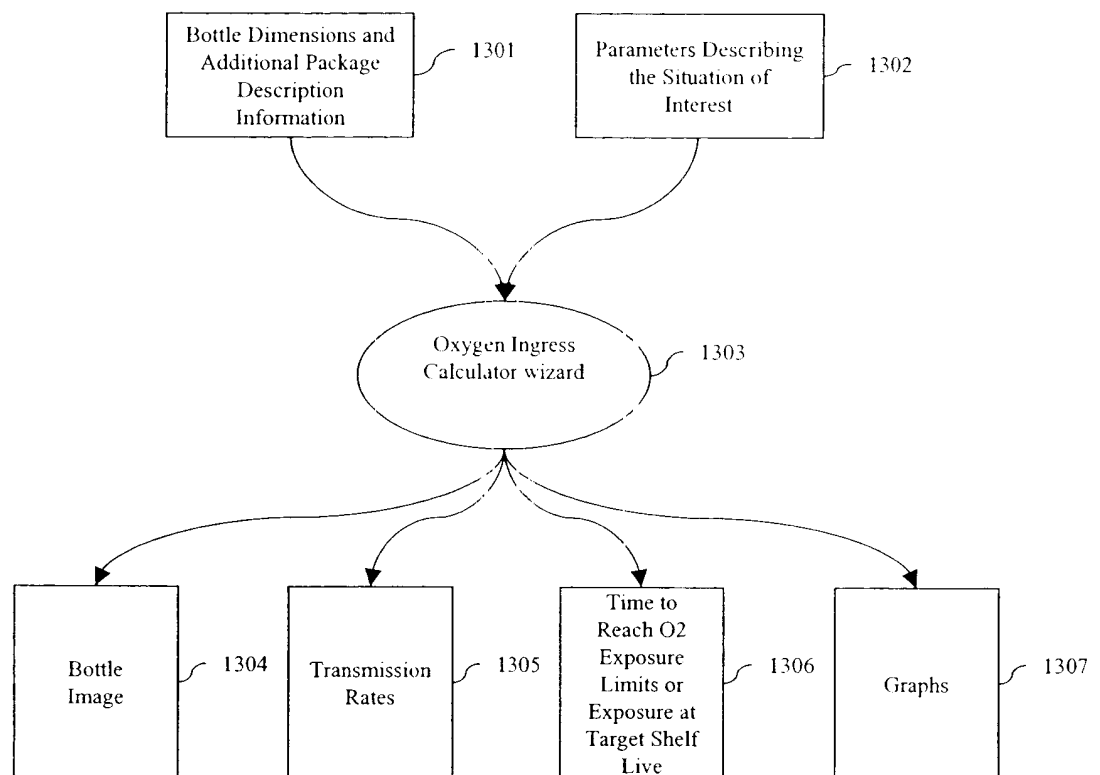 Bottle Dimensions and
Additional Package
Description
Information
1301
Parameters Describing
the Situation of
Interest
1302
Oxygen Ingress
Calculator wizard
1303
Bottle
Image
1304
Transmission
Rates
1305
Time to
Reach O2
Exposure
Limits or
Exposure at
Target Shelf
Live
1306
Graphs
1307